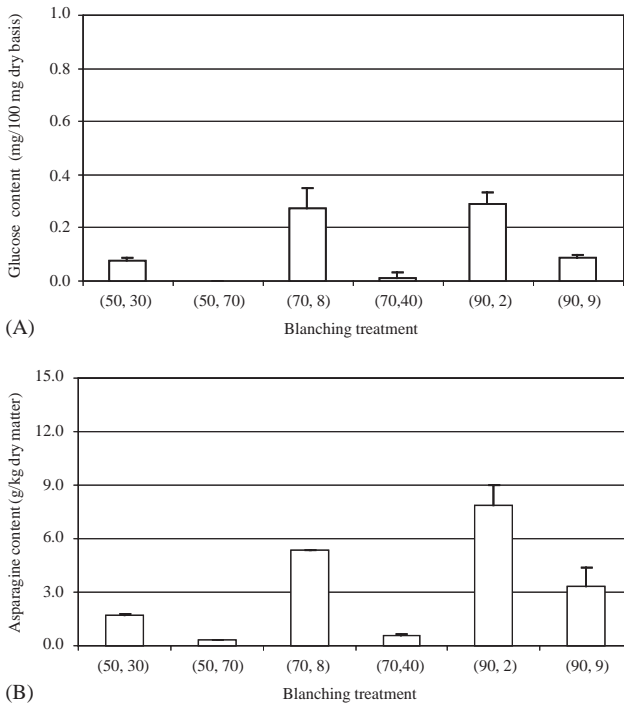 1.0
0.8
0.6
0.4
0.2
0.0
Glucose content (mg/100 mg dry basis)
(50, 30) (50, 70) (70, 8) (70,40) (90, 2) (90, 9)
(A)
Blanching treatment
15.0
12.0
9.0
6.0
3.0
0.0
Asparagine content (g/kg dry matter)
(50, 30) (50, 70) (70, 8) (70,40) (90, 2) (90, 9)
(B)
Blanching treatment